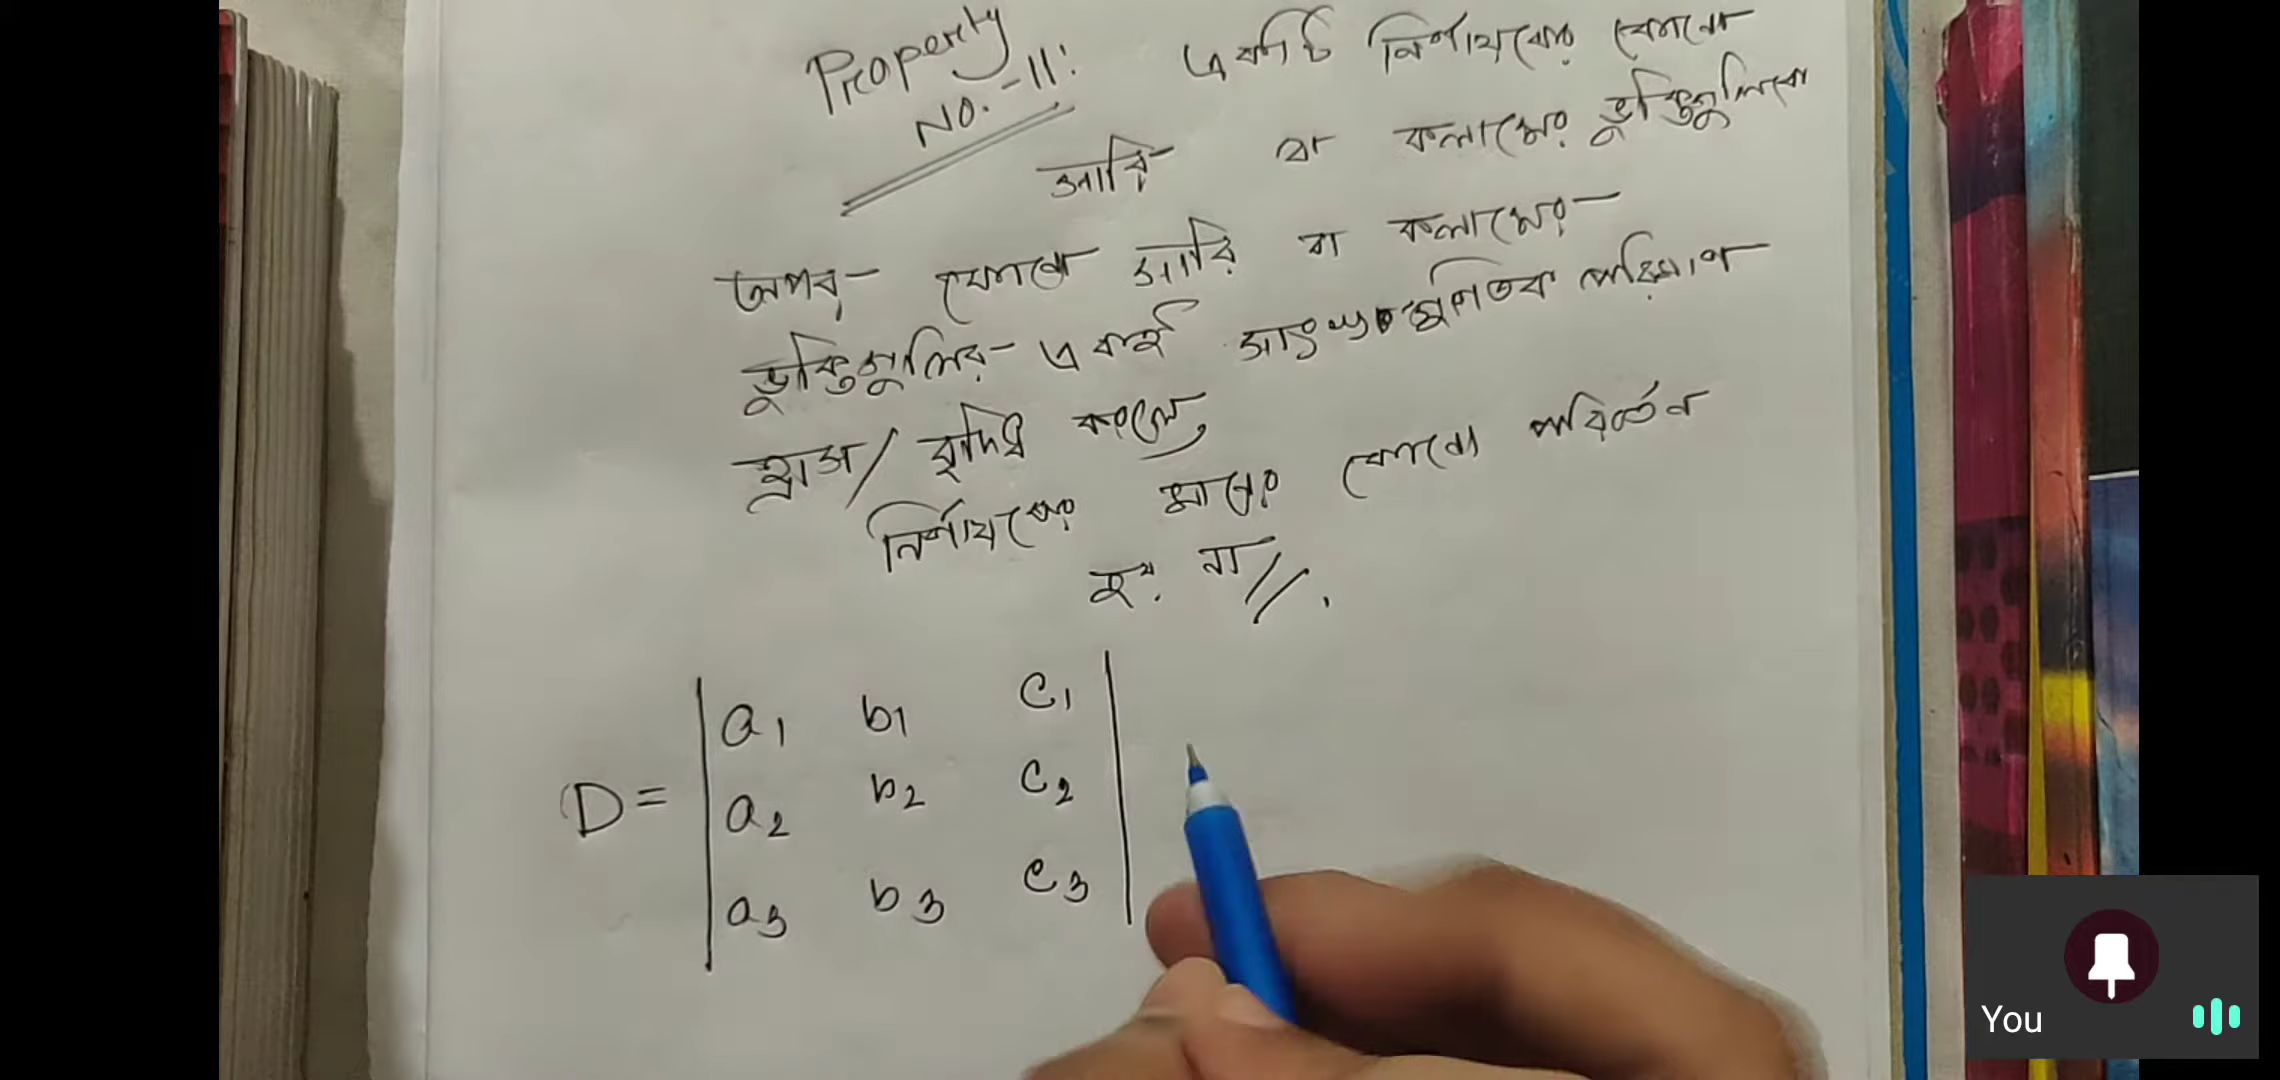 Property
No.-11:
একটি নির্ণায়কের কোনো
সারি বা কলামের ভুক্তিগুলিকে
অপর কোনো সারি বা কলামের
ভুক্তিগুলির একই পরিমাণ
হ্রাস/ বৃদ্ধি করলে
নির্ণায়কের মানের কোনো পরিবর্তন
হয় না//.
D = | a1 b1 c1 |
a2 b2 c2
a3 b3 c3
You